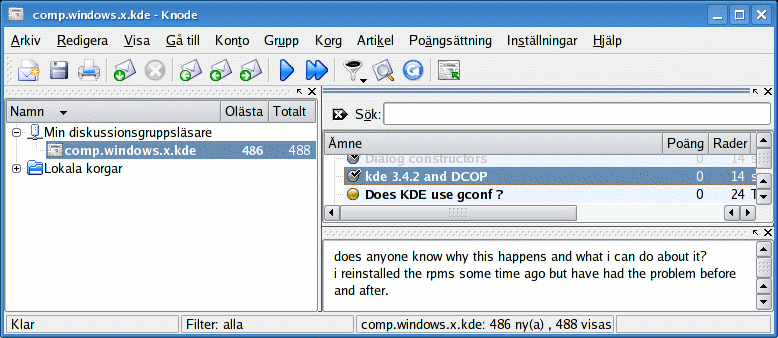 comp.windows.x.kde - Knode
Arkiv Redigera Visa Gå till Konto Grupp Korg Artikel Poängsättning Inställningar Hjälp
Namn Olästa Totalt
Min diskussionsgruppsläsare
comp.windows.x.kde 486 488
Lokala korgar
Sök:
Ämne Poäng Rader
Dialog constructors 0 14
kde 3.4.2 and DCOP 0 14 s
Does KDE use gconf ? 0 24 T
does anyone know why this happens and what i can do about it?
i reinstalled the rpms some time ago but have had the problem before
and after.
Klar Filter: alla comp.windows.x.kde: 486 ny(a) , 488 visas